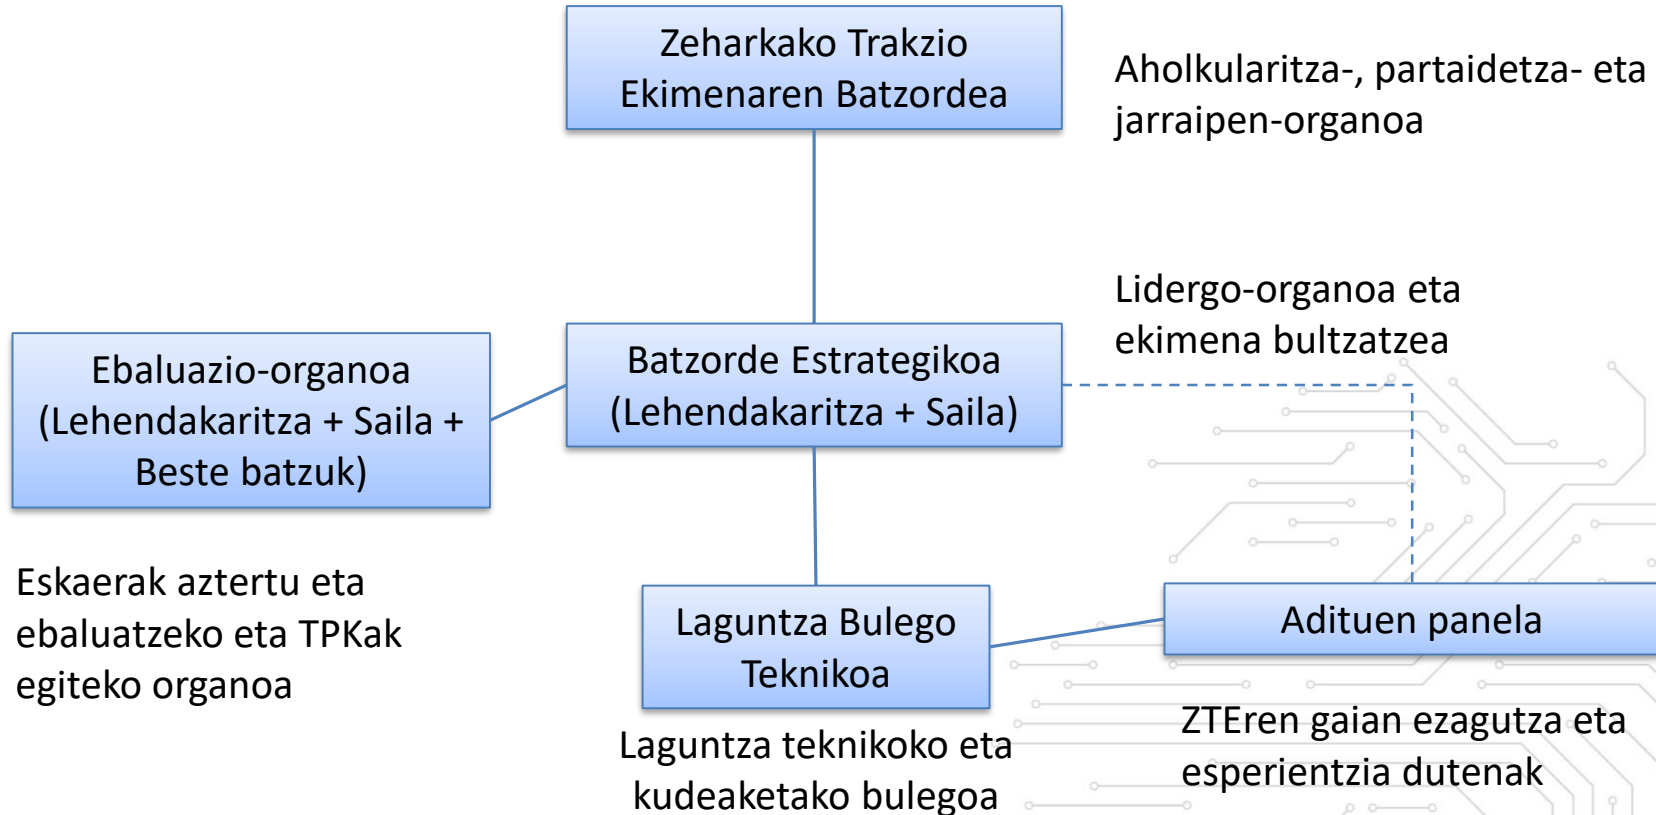 Zeharkako Trakzio
Ekimenaren Batzordea
Aholkularitza-, partaidetza- eta
jarraipen-organoa
Lidergo-organoa eta
ekimena bultzatzea
Ebaluazio-organoa
(Lehendakaritza + Saila +
Beste batzuk)
Batzorde Estrategikoa
(Lehendakaritza + Saila)
Eskaerak aztertu eta
ebaluatzeko eta TPKak
egiteko organoa
Laguntza Bulego
Teknikoa
Adituen panela
Laguntza teknikoko eta
kudeaketako bulegoa
ZTEren gaian ezagutza eta
esperientzia dutenak